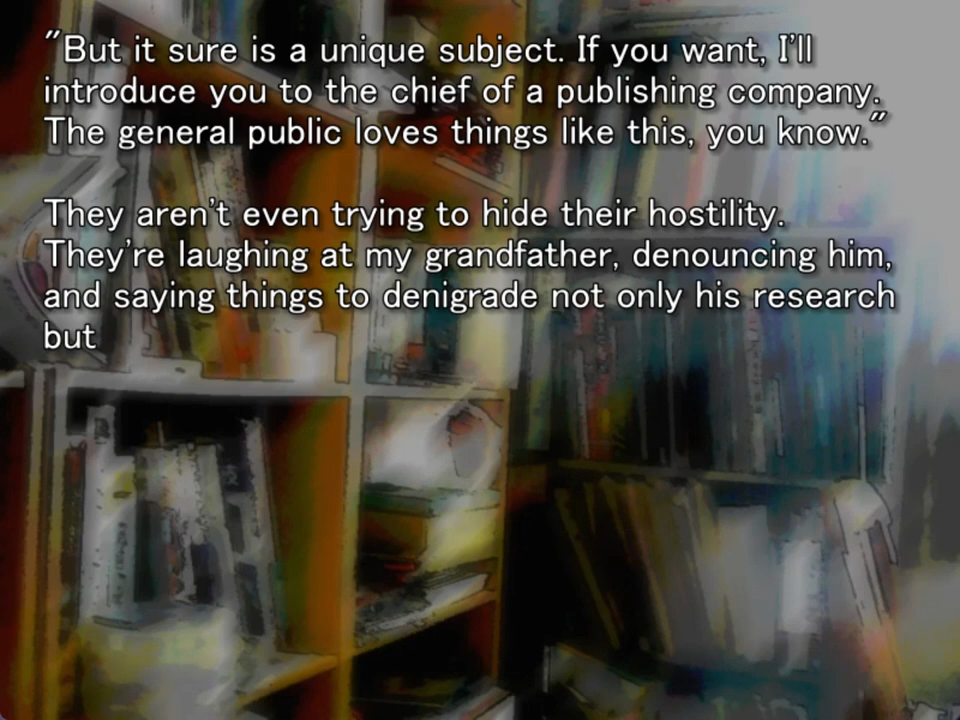 "But it sure is a unique subject. If you want, I'll
introduce you to the chief of a publishing company.
The general public loves things like this, you know."
They aren't even trying to hide their hostility.
They're laughing at my grandfather, denouncing him,
and saying things to denigrade not only his research
but